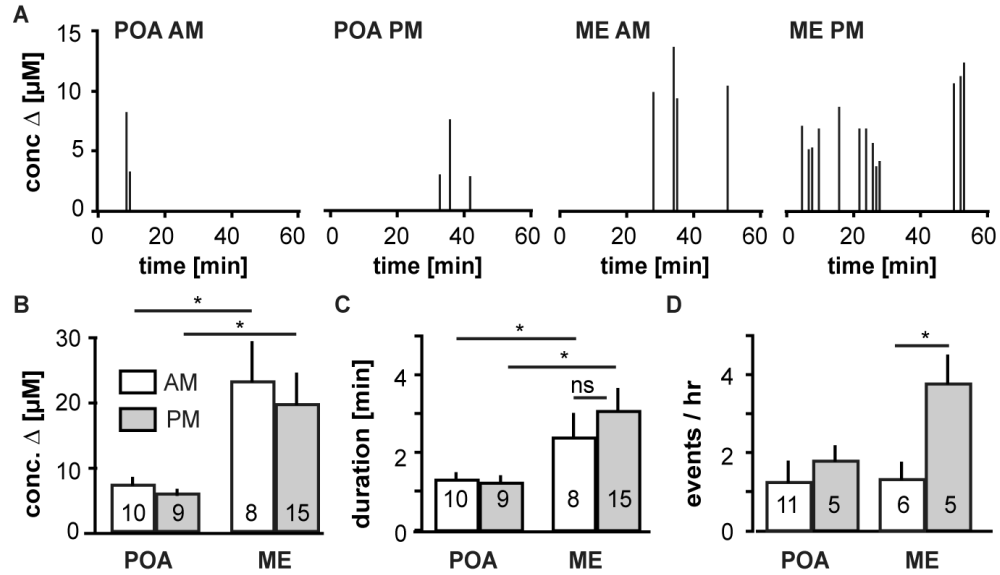 A
POA AM
POA PM
ME AM
ME PM
conc Δ [µM]
15
10
5
0
0 20 40 60
0 20 40 60
0 20 40 60
0 20 40 60
time [min]
time [min]
time [min]
time [min]
B
*
*
conc. Δ [µM]
30
20
10
0
AM
PM
10
9
8
15
POA
ME
C
*
*
ns
duration [min]
4
2
0
10
9
8
15
POA
ME
D
*
events / hr
4
2
0
11
5
6
5
POA
ME